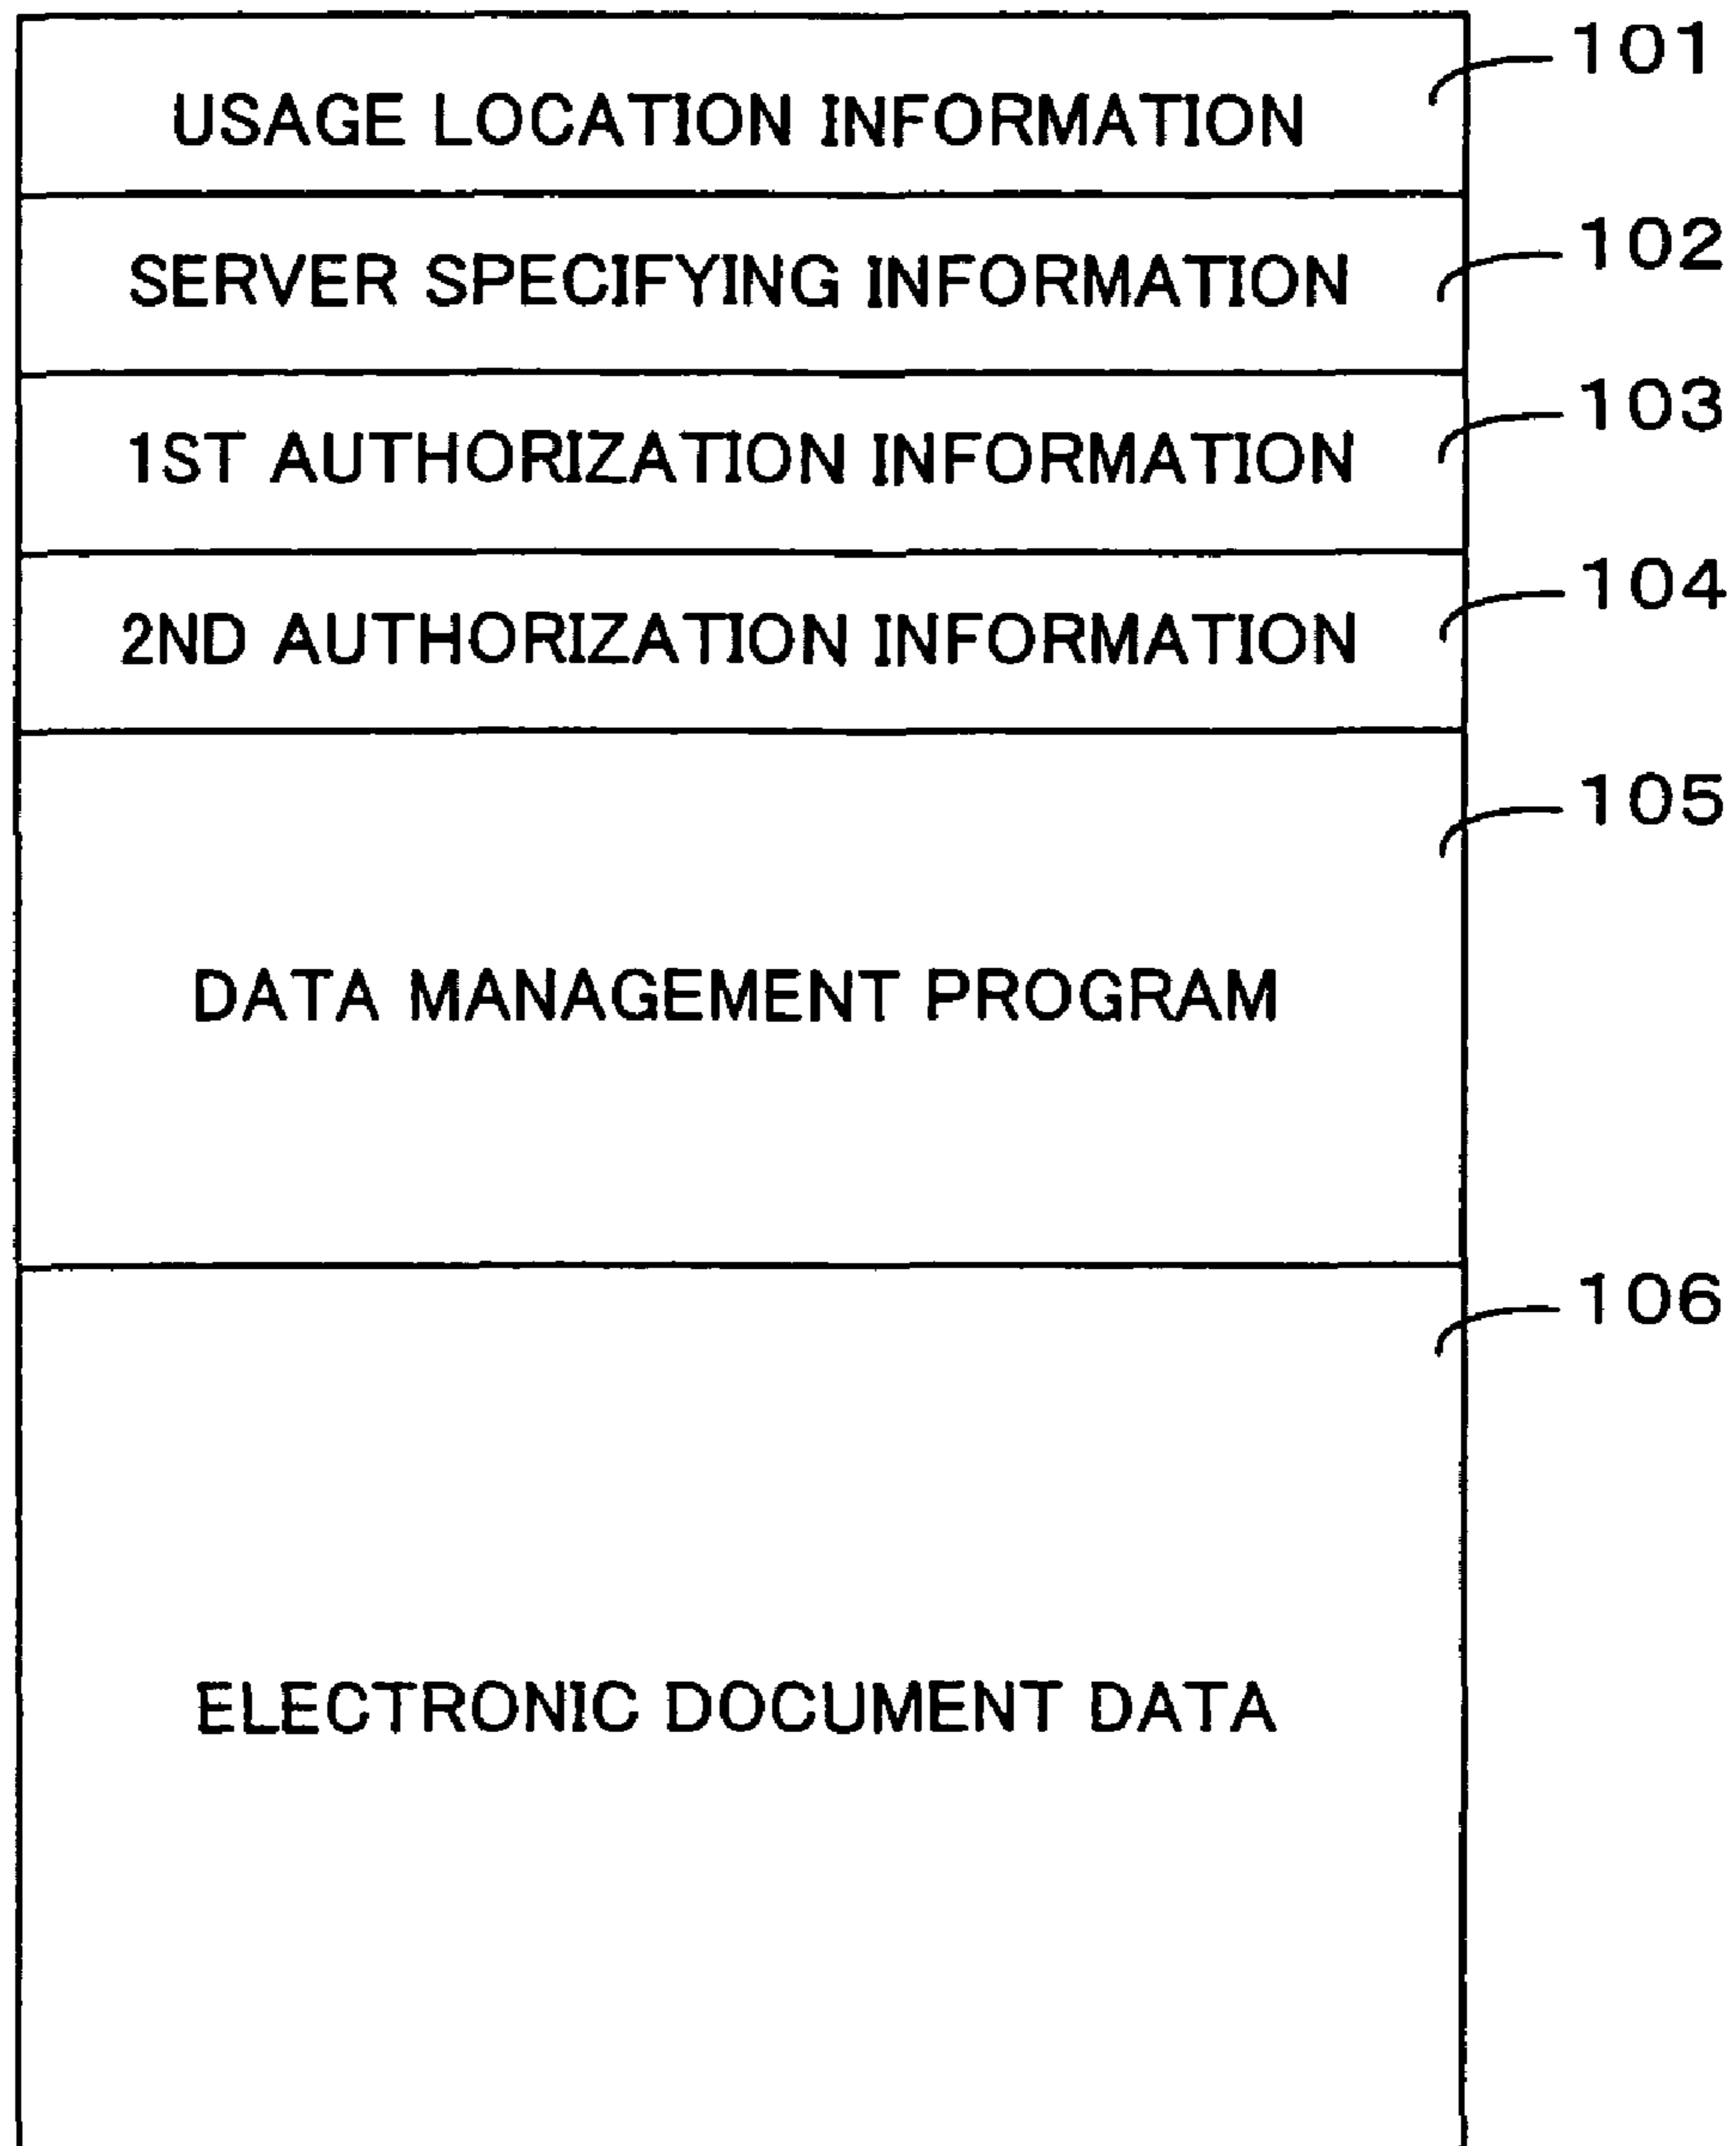 USAGE LOCATION INFORMATION 101
SERVER SPECIFYING INFORMATION 102
1ST AUTHORIZATION INFORMATION 103
2ND AUTHORIZATION INFORMATION 104
105
DATA MANAGEMENT PROGRAM
106
ELECTRONIC DOCUMENT DATA